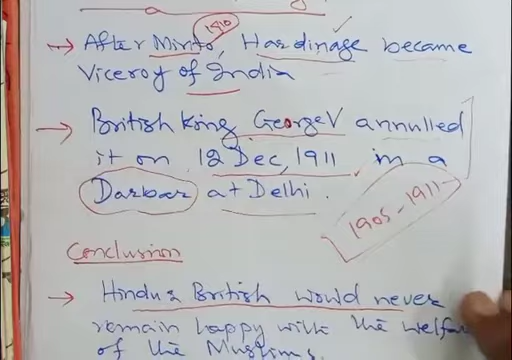 1910
→ After Minto, Hardinage became
Viceroy of India
→ British king George V annulled
it on 12 Dec, 1911 in a
Darbar at Delhi.
1905-1911
Conclusion
→ Hindu & British would never
remain happy with the welfa
of the Muslims.